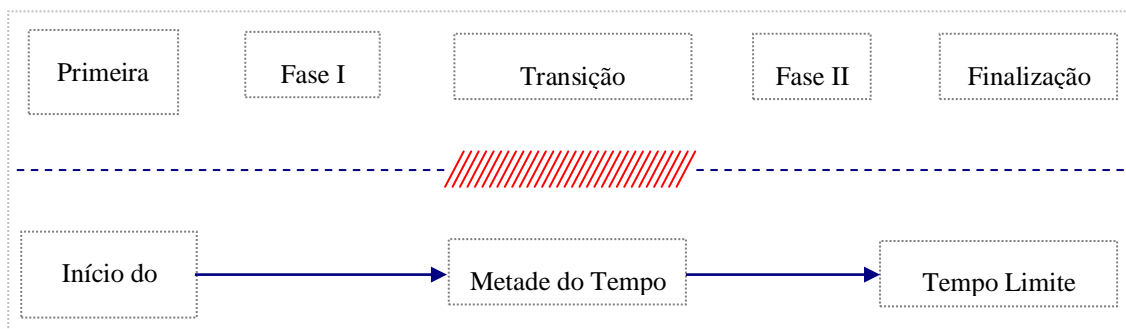 Primeira
Fase I
Transição
Fase II
Finalização
Início do
Metade do Tempo
Tempo Limite